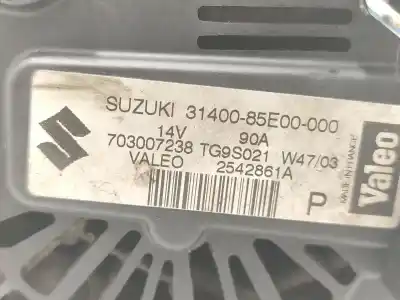 SUZUKI 31400-85E00-000
14V 90A
703007238 TG9S021 W47/03
VALEO 2542861A
P
Valeo
MADE IN FRANCE